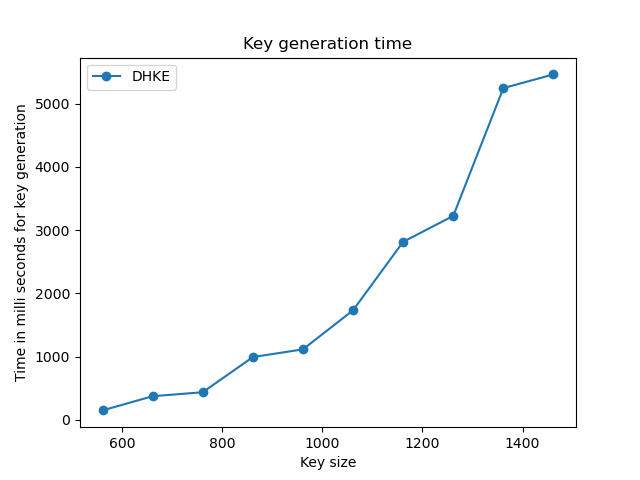 Key generation time
DHKE
Time in milli seconds for key generation
5000
4000
3000
2000
1000
0
600 800 1000 1200 1400
Key size